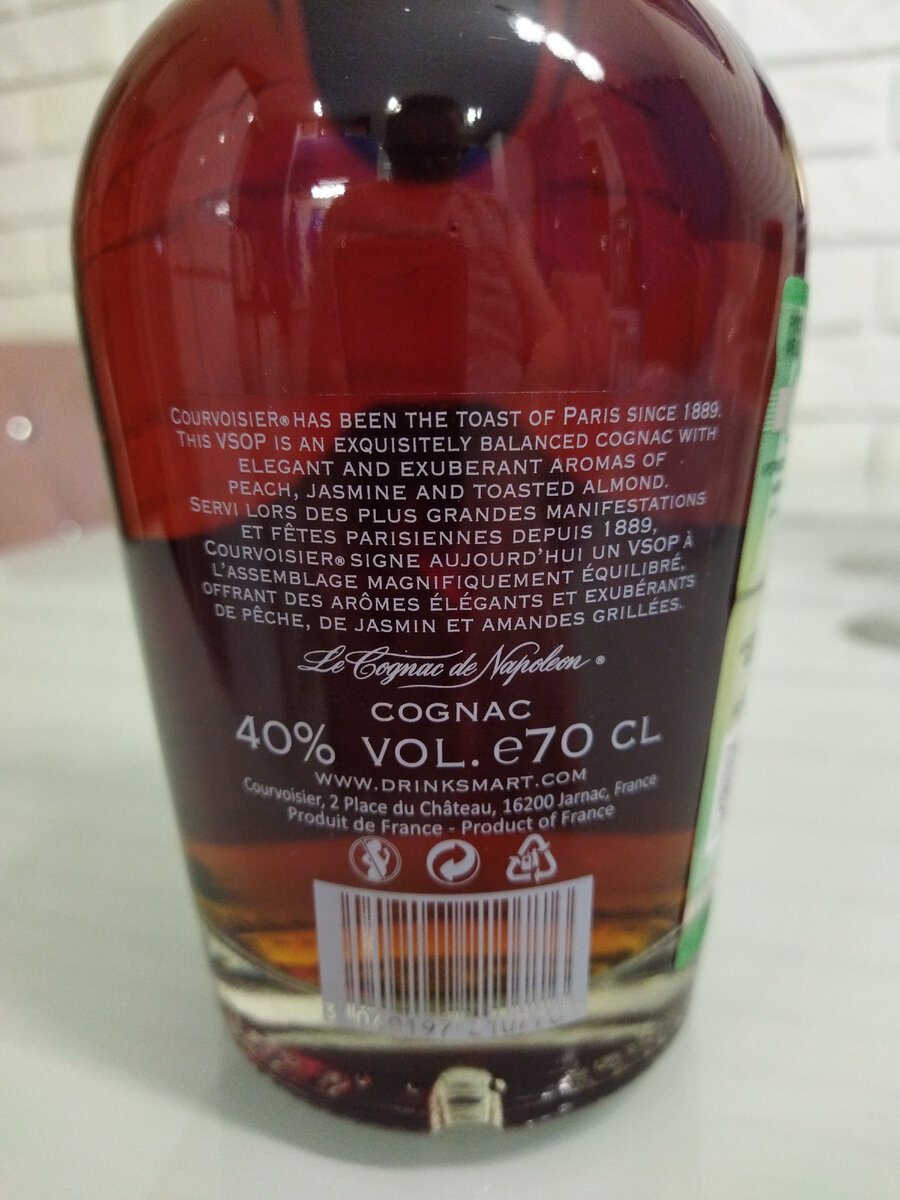 COURVOISIER® HAS BEEN THE TOAST OF PARIS SINCE 1889.
THIS VSOP IS AN EXQUISITELY BALANCED COGNAC WITH
ELEGANT AND EXUBERANT AROMAS OF
PEACH, JASMINE AND TOASTED ALMOND.
SERVI LORS DES PLUS GRANDES MANIFESTATIONS
ET FÊTES PARISIENNES DEPUIS 1889,
COURVOISIER® SIGNE AUJOURD'HUI UN VSOP À
L'ASSEMBLAGE MAGNIFIQUEMENT ÉQUILIBRÉ,
OFFRANT DES ARÔMES ÉLÉGANTS ET EXUBÉRANTS
DE PÊCHE, DE JASMIN ET AMANDES GRILLÉES.
Le Cognac de Napoleon ®
COGNAC
40% VOL. e70 CL
WWW.DRINKSMART.COM
Courvoisier, 2 Place du Château, 16200 Jarnac, France
Produit de France - Product of France